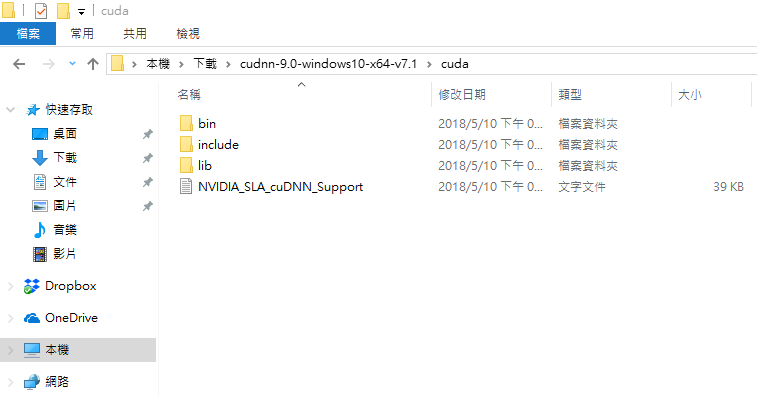 cuda
檔案 常用 共用 檢視
本機 下載 cudnn-9.0-windows10-x64-v7.1 cuda
名稱 修改日期 類型 大小
快速存取
桌面
下載
文件
圖片
音樂
影片
Dropbox
OneDrive
本機
網路
bin 2018/5/10 下午 0... 檔案資料夾
include 2018/5/10 下午 0... 檔案資料夾
lib 2018/5/10 下午 0... 檔案資料夾
NVIDIA_SLA_cuDNN_Support 2018/5/10 下午 0... 文字文件 39 KB